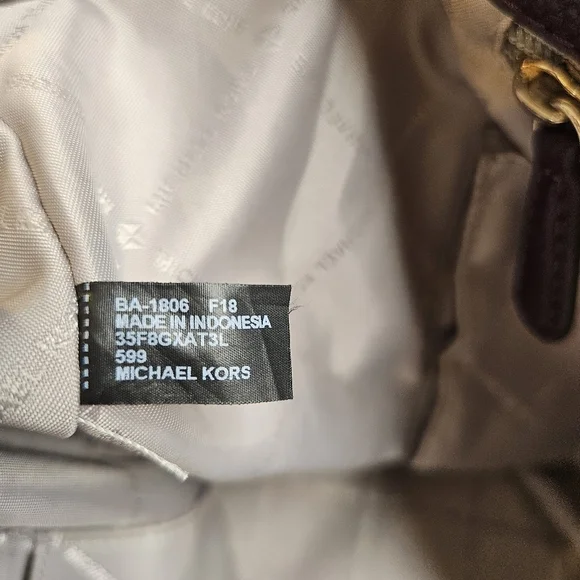 BA-1806 F18
MADE IN INDONESIA
35F8GXAT3L
599
MICHAEL KORS